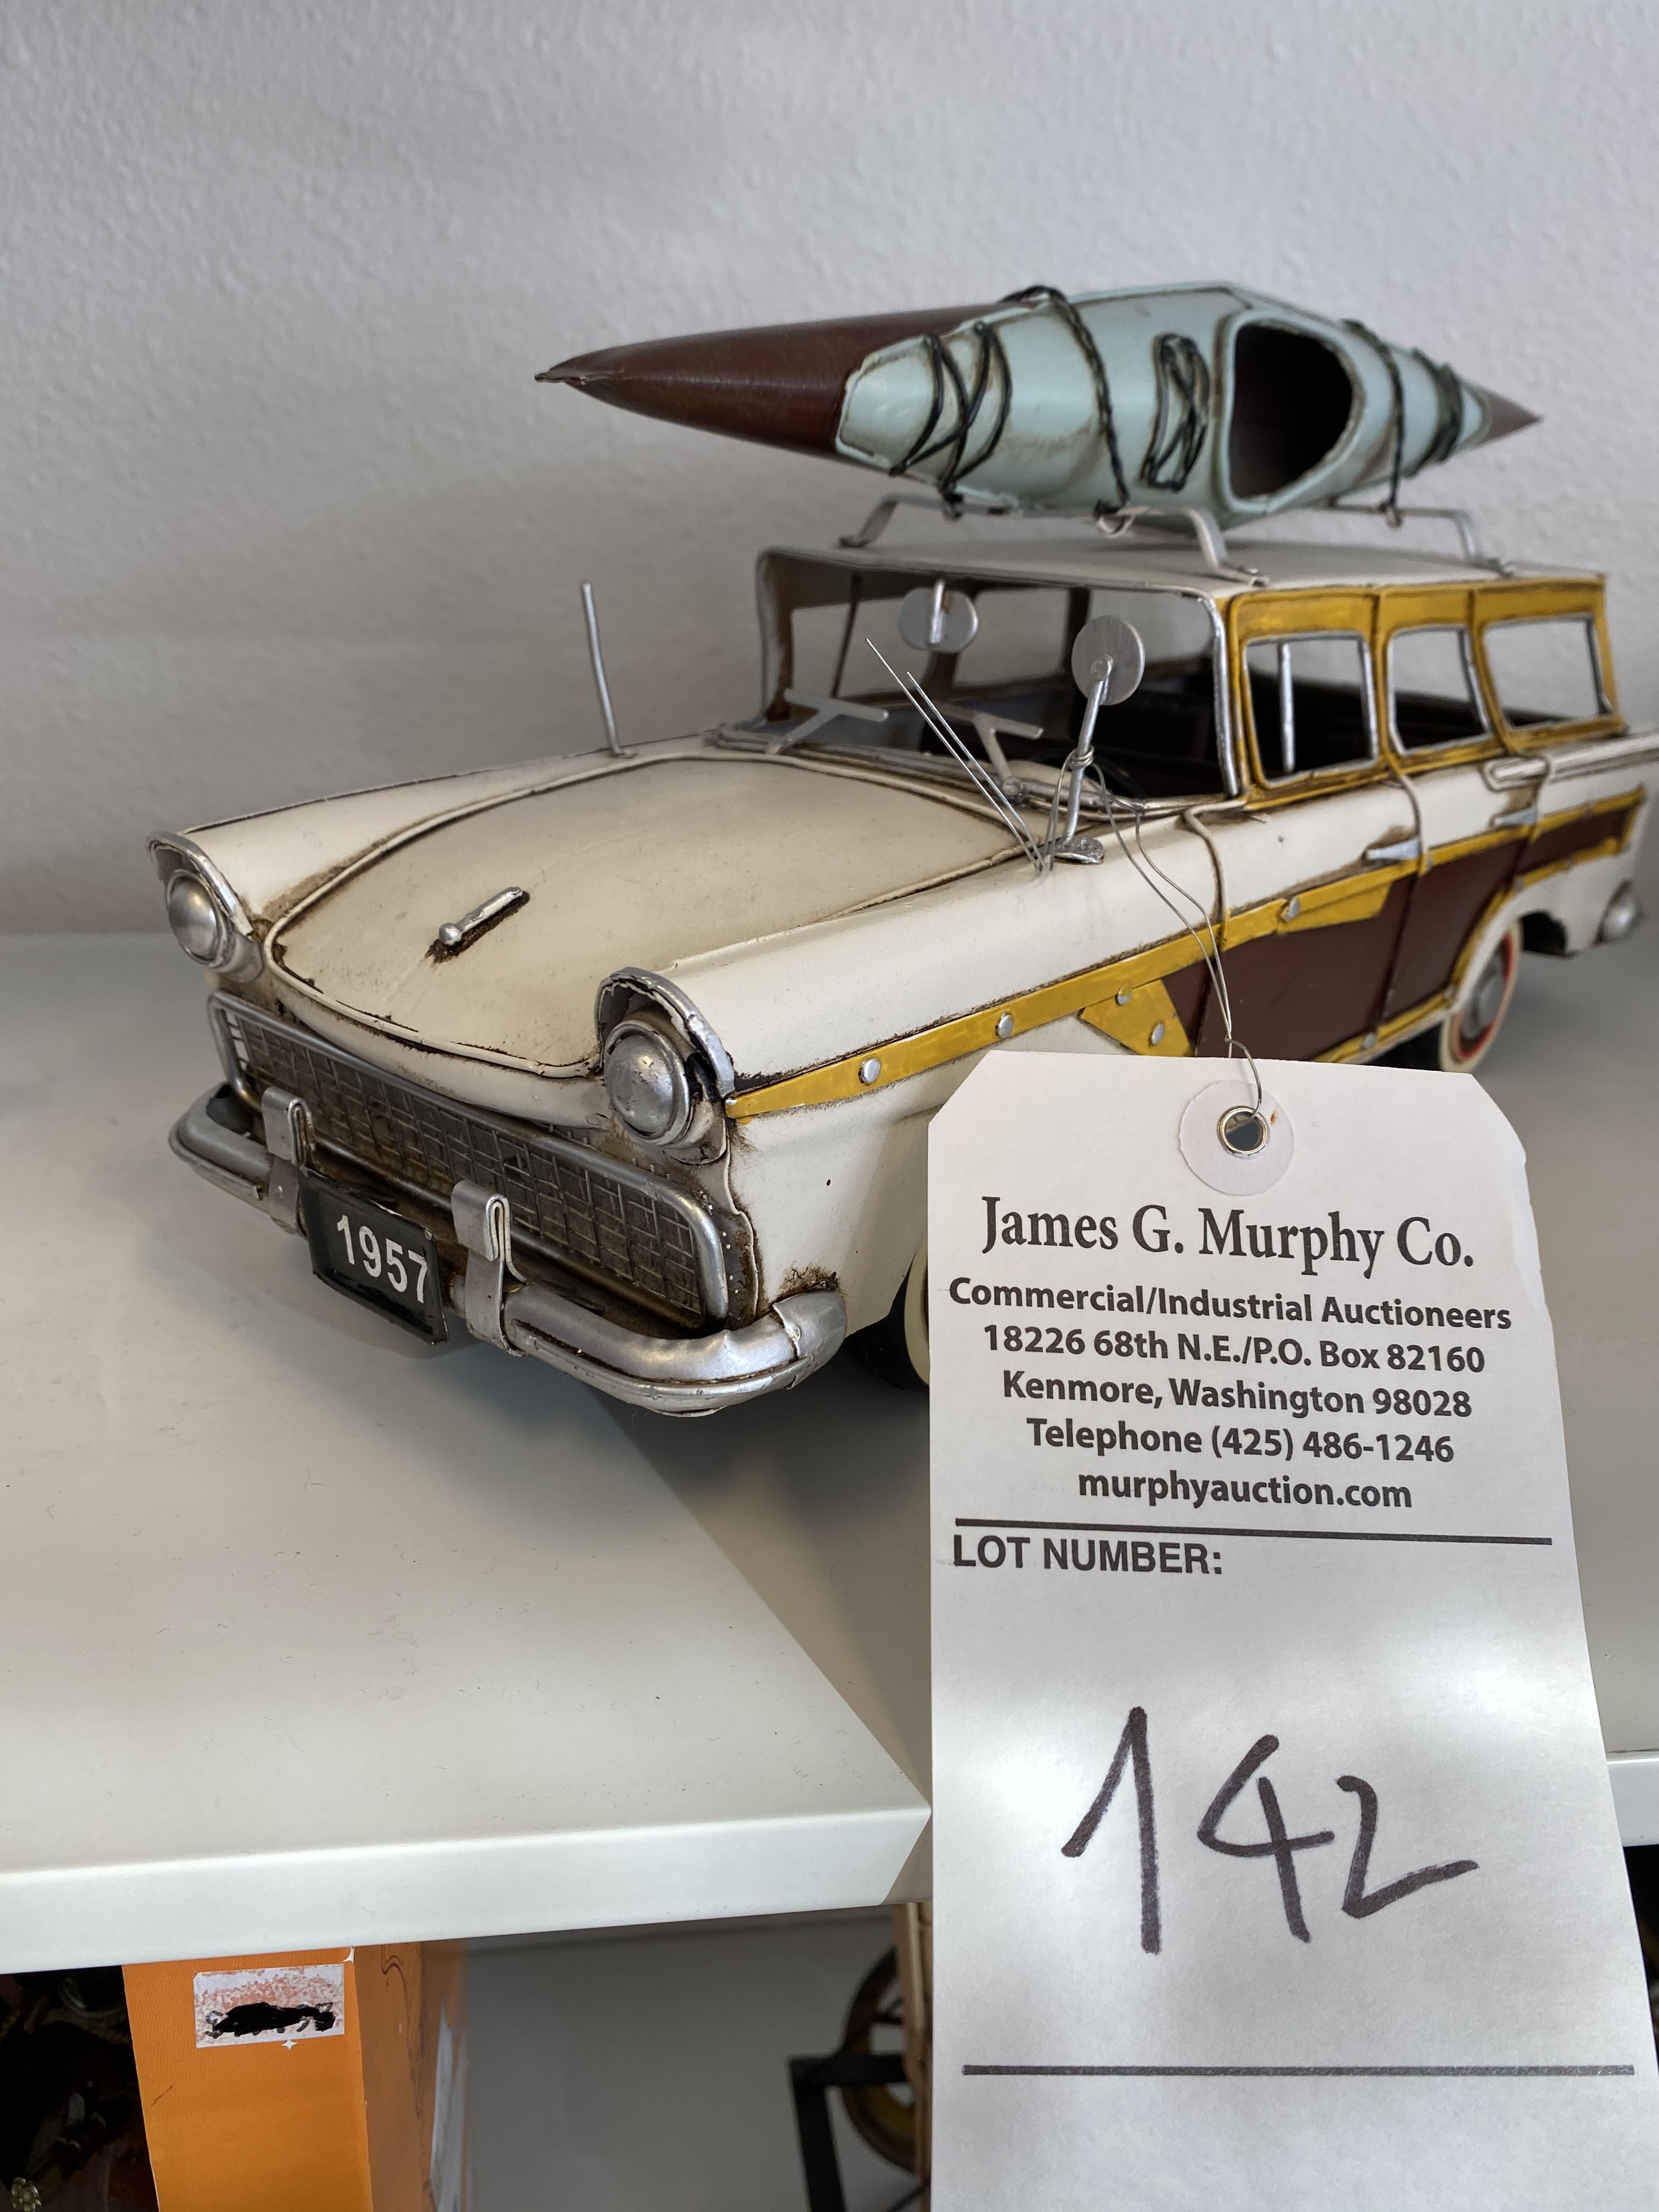 1957
James G. Murphy Co.
Commercial/Industrial Auctioneers
18226 68th N.E./P.O. Box 82160
Kenmore, Washington 98028
Telephone (425) 486-1246
murphyauction.com
LOT NUMBER:
142